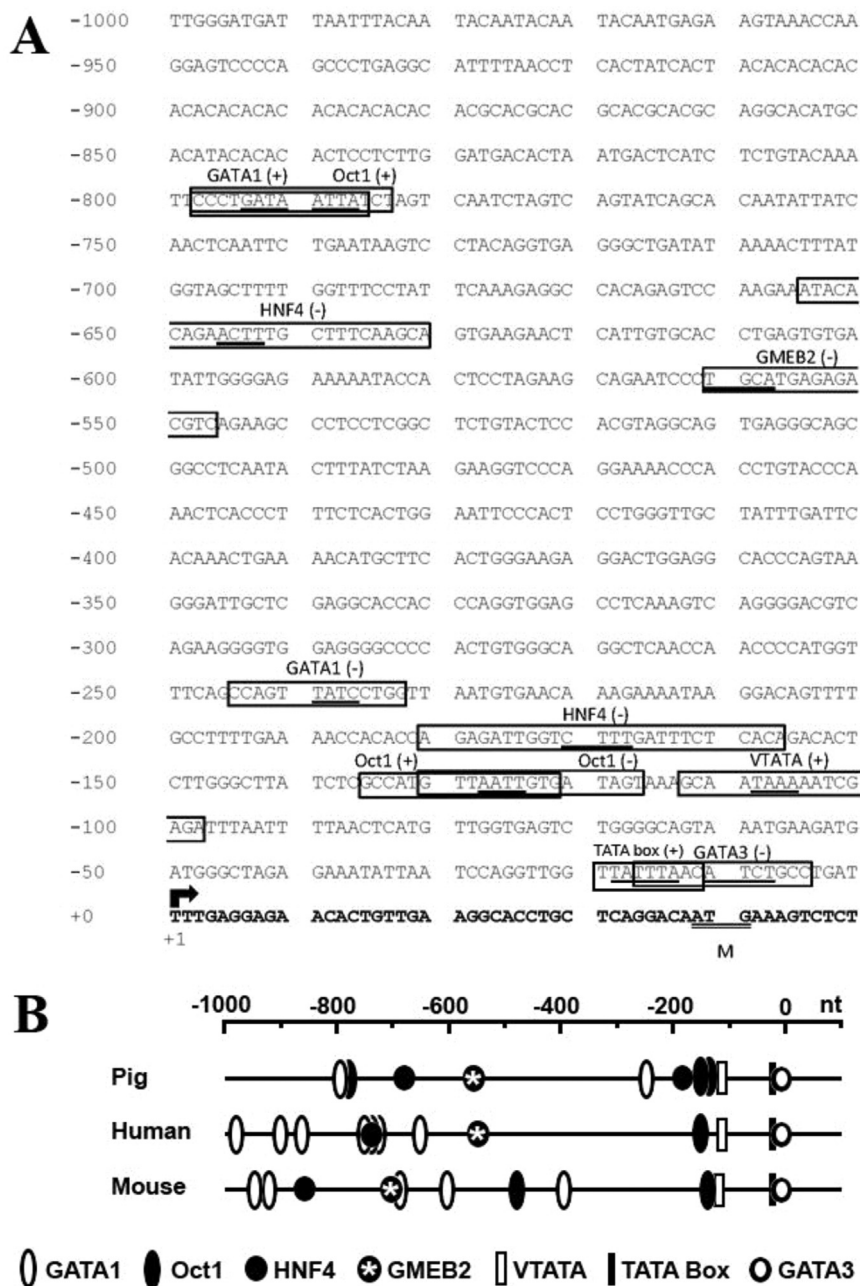 A
-1000 TTGGGATGAT TAATTTACAA TACAATACAA TACAATGAGA AGTAAACCAA
-950 GGAGTCCCCA GCCCTGAGGC ATTTTAACCT CACTATCACT ACACACACAC
-900 ACACACACAC ACACACACAC ACGCACGCAC GCACGCACGC AGGCACATGC
-850 ACATACACAC ACTCCTCTTG GATGACACTA ATGACTCATC TCTGTACAAA
GATA1 (+) Oct1 (+)
-800 TTCCCTGATA ATTATCTAGT CAATCTAGTC AGTATCAGCA CAATATTATC
-750 AACTCAATTC TGAATAAGTC CTACAGGTGA GGGCTGATAT AAAACTTTAT
-700 GGTAGCTTTT GGTTTCCTAT TCAAAGAGGC CACAGAGTCC AAGAAATACA
HNF4 (-)
-650 CAGAACTTTG CTTTCAAGCA GTGAAGAACT CATTGTGCAC CTGAGTGTGA
GMEB2 (-)
-600 TATTGGGGAG AAAAATACCA CTCCTAGAAG CAGAATCCCT GCATGAGAGA
-550 CGTCAGAAGC CCTCCTCGGC TCTGTACTCC ACGTAGGCAG TGAGGGCAGC
-500 GGCCTCAATA CTTTATCTAA GAAGGTCCCA GGAAAACCCA CCTGTACCCA
-450 AACTCACCCT TTCTCACTGG AATTCCCACT CCTGGGTTGC TATTTGATTC
-400 ACAAACTGAA AACATGCTTC ACTGGGAAGA GGACTGGAGG CACCCAGTAA
-350 GGGATTGCTC GAGGCACCAC CCAGGTGGAG CCTCAAAGTC AGGGGACGTC
-300 AGAAGGGGTG GAGGGGCCCC ACTGTGGGCA GGCTCAACCA ACCCCATGGT
GATA1 (-)
-250 TTCAGCCAGT TATCCTGGTT AATGTGAACA AAGAAAATAA GGACAGTTTT
HNF4 (-)
-200 GCCTTTTGAA AACCACACCA AGAGATTGGTC TTTGATTTCT CACAGACACT
Oct1 (+) Oct1 (-) VTATA (+)
-150 CTTGGGCTTA TCTCGCCATG TTAATTGTGA TAGTAAAGCA ATAAAAATCG
-100 AGATTTAATT TTAACTCATG TTGGTGAGTC TGGGGCAGTA AATGAAGATG
TATA box (+) GATA3 (-)
-50 ATGGGCTAGA GAAATATTAA TCCAGGTTGG TTATTTAACA TCTGCCTGAT
+0 TTTGAGGAGA ACACTGTTGA AGGCACCTGC TCAGGACAAT GAAAGTCTCT
+1 M
B
-1000 -800 -600 -400 -200 0 nt
Pig
Human
Mouse
GATA1 Oct1 HNF4 GMEB2 VTATA TATA Box GATA3